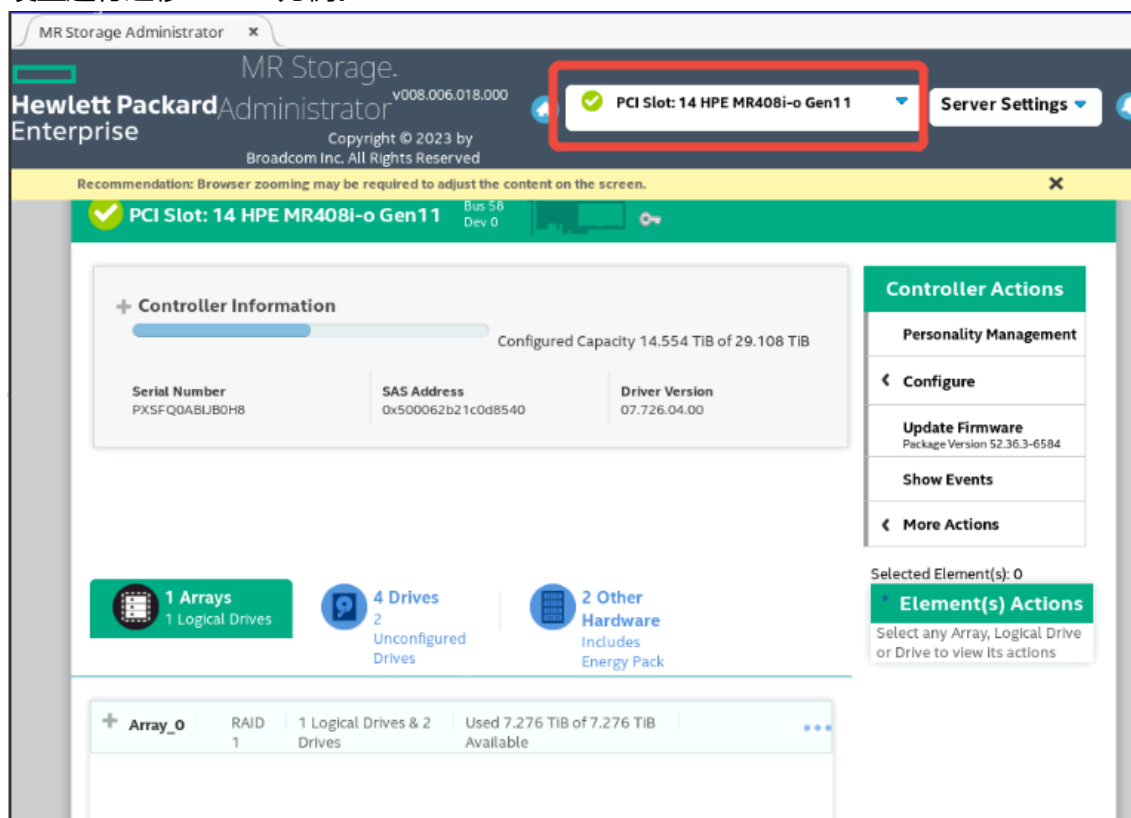 MR Storage Administrator ×
MR Storage
Administrator v008.006.018.000
Hewlett Packard
Enterprise
Copyright © 2023 by
Broadcom Inc. All Rights Reserved
PCI Slot: 14 HPE MR408i-o Gen11
Server Settings
Recommendation: Browser zooming may be required to adjust the content on the screen. ×
PCI Slot: 14 HPE MR408i-o Gen11
Bus 58
Dev 0
Controller Information
Configured Capacity 14.554 TiB of 29.108 TiB
Serial Number
PXSFQ0ABIJB0H8
SAS Address
0x500062b21c0d8540
Driver Version
07.726.04.00
Controller Actions
Personality Management
Configure
Update Firmware
Package Version 52.36.3-6584
Show Events
More Actions
Selected Element(s): 0
Element(s) Actions
Select any Array, Logical Drive
or Drive to view its actions
1 Arrays
1 Logical Drives
4 Drives
2
Unconfigured
Drives
2 Other
Hardware
Includes
Energy Pack
Array_0
RAID
1
1 Logical Drives & 2
Drives
Used 7.276 TiB of 7.276 TiB
Available